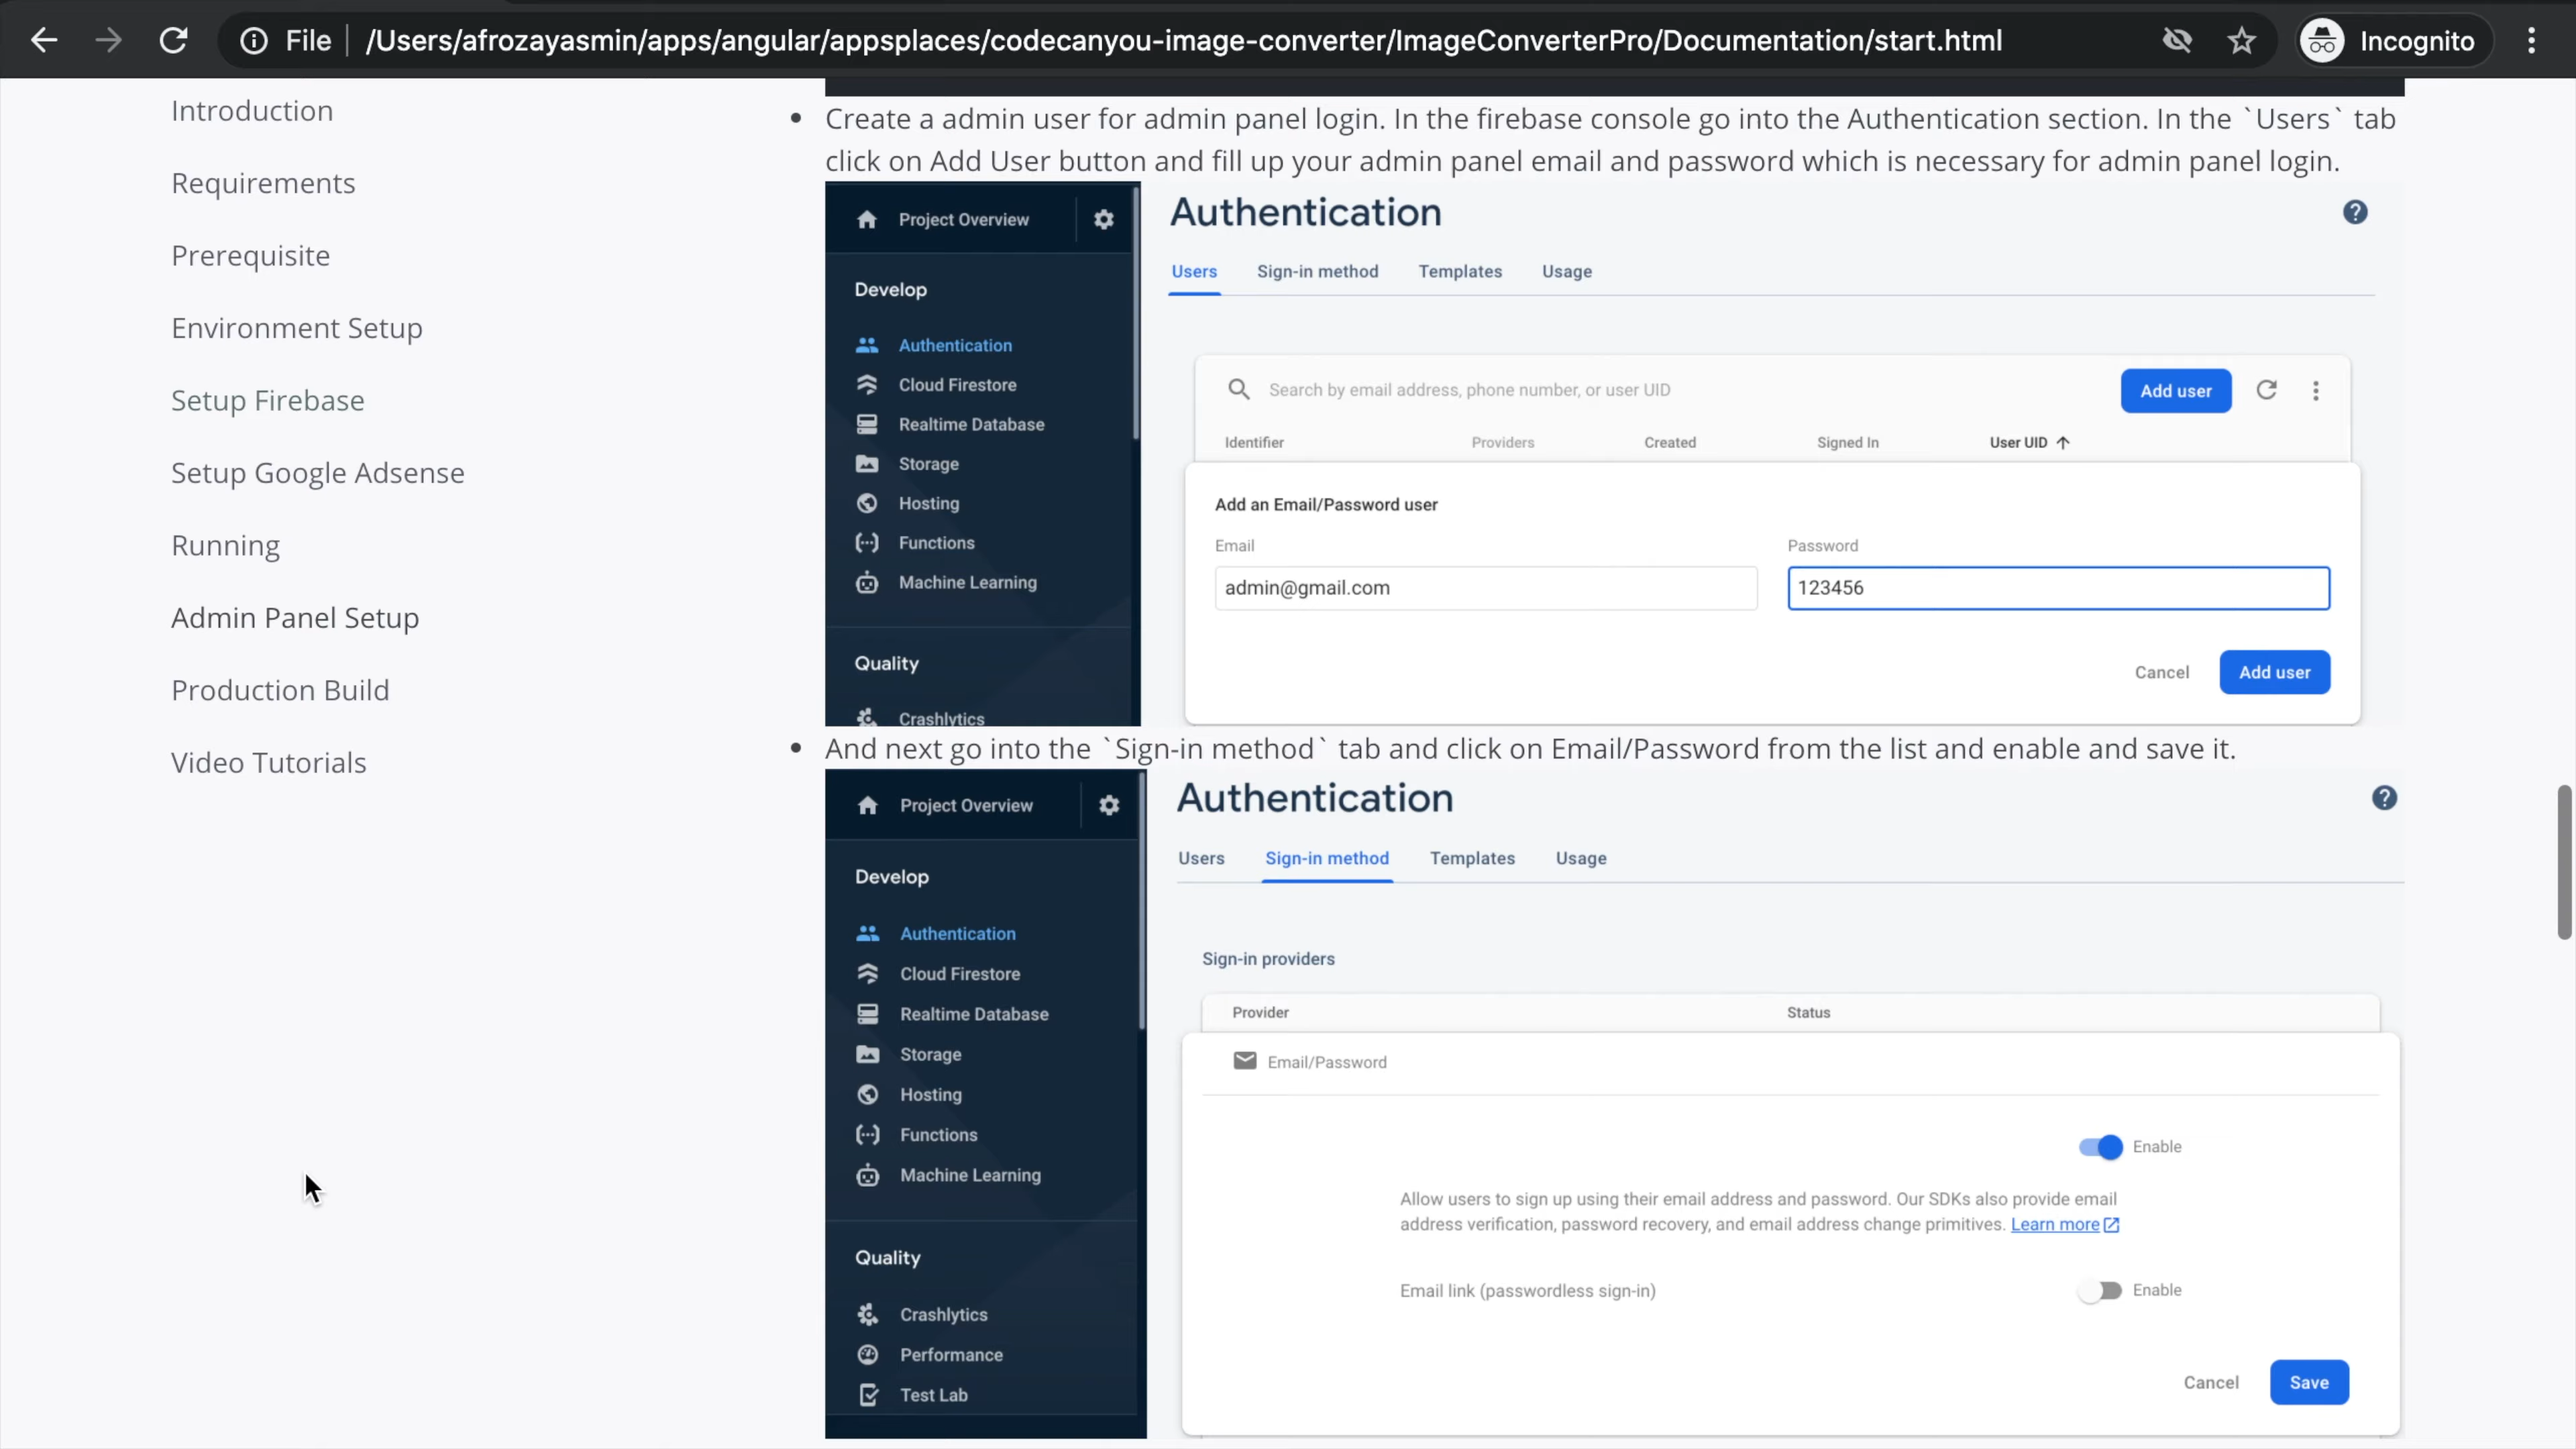 File /Users/afrozayasmin/apps/angular/appsplaces/codecanyou-image-converter/ImageConverterPro/Documentation/start.html Incognito
Introduction
Requirements
Prerequisite
Environment Setup
Setup Firebase
Setup Google Adsense
Running
Admin Panel Setup
Production Build
Video Tutorials
Create a admin user for admin panel login. In the firebase console go into the Authentication section. In the `Users` tab
click on Add User button and fill up your admin panel email and password which is necessary for admin panel login.
Project Overview
Develop
Authentication
Cloud Firestore
Realtime Database
Storage
Hosting
Functions
Machine Learning
Quality
Crashlytics
Authentication
Users Sign-in method Templates Usage
Search by email address, phone number, or user UID Add user
Identifier Providers Created Signed In User UID
Add an Email/Password user
Email Password
admin@gmail.com 123456
Cancel Add user
And next go into the `Sign-in method` tab and click on Email/Password from the list and enable and save it.
Project Overview
Develop
Authentication
Cloud Firestore
Realtime Database
Storage
Hosting
Functions
Machine Learning
Quality
Crashlytics
Performance
Test Lab
Authentication
Users Sign-in method Templates Usage
Sign-in providers
Provider Status
Email/Password
Enable
Allow users to sign up using their email address and password. Our SDKs also provide email
address verification, password recovery, and email address change primitives. Learn more
Email link (passwordless sign-in) Enable
Cancel Save